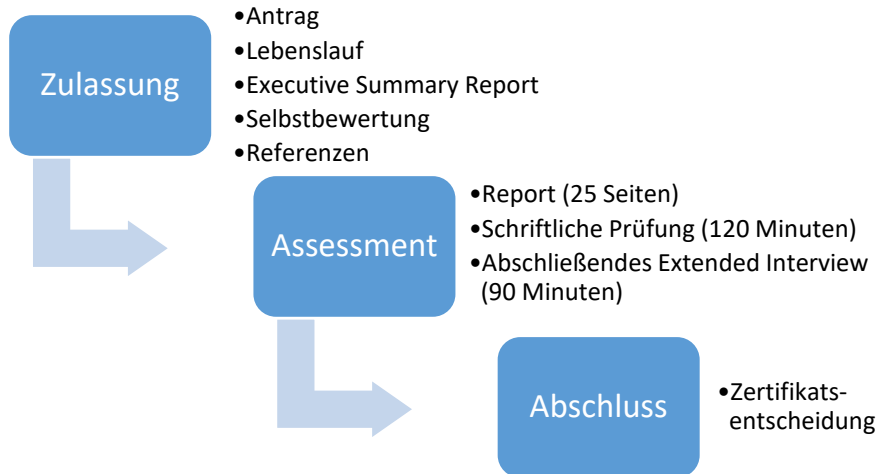 Zulassung
•Antrag
•Lebenslauf
•Executive Summary Report
•Selbstbewertung
•Referenzen
Assessment
•Report (25 Seiten)
•Schriftliche Prüfung (120 Minuten)
•Abschließendes Extended Interview
(90 Minuten)
Abschluss
•Zertifikats-
entscheidung